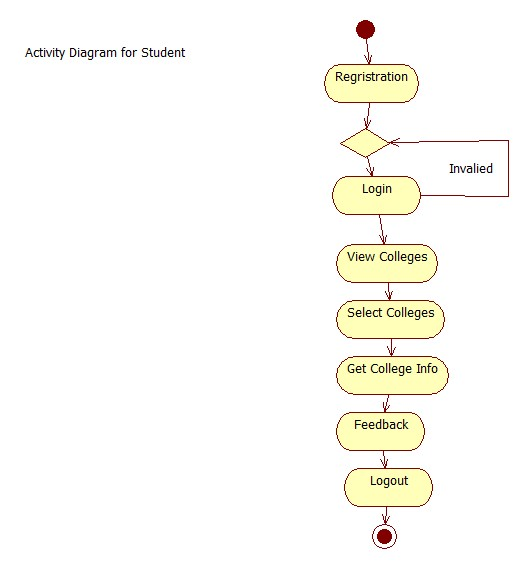 Activity Diagram for Student
Regristration
Invalied
Login
View Colleges
Select Colleges
Get College Info
Feedback
Logout